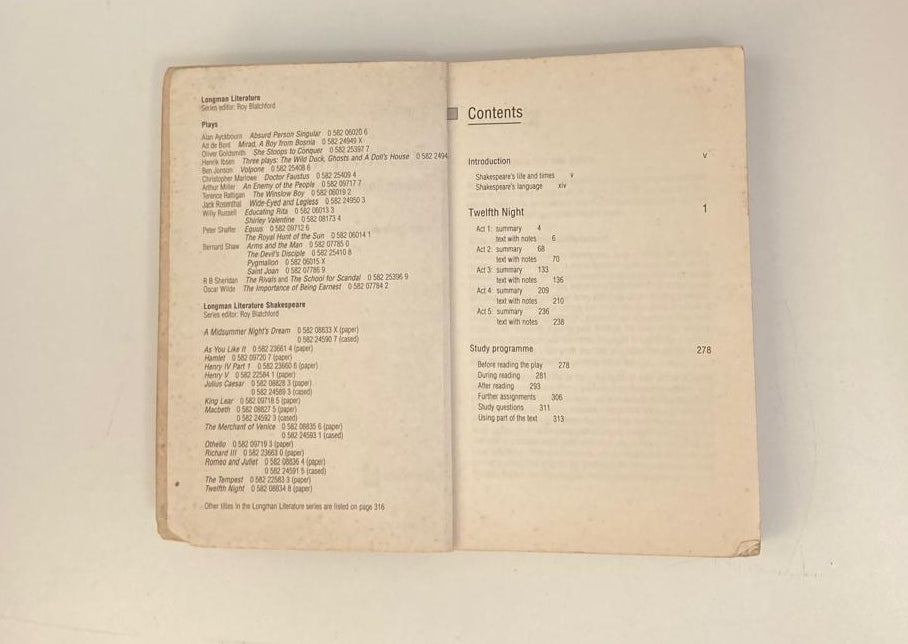 Longman Literature
Series editor: Roy Blatchford
Plays
Alan Ayckbourn Absurd Person Singular 0 582 06020 6
Ad de Bont Mirad, A Boy from Bosnia 0 582 24949 X
Oliver Goldsmith She Stoops to Conquer 0 582 25397 7
Henrik Ibsen Three plays: The Wild Duck, Ghosts and A Doll's House 0 582 2494
Ben Jonson Volpone 0 582 25408 6
Christopher Marlowe Doctor Faustus 0 582 25409 4
Arthur Miller An Enemy of the People 0 582 09717 7
Terence Rattigan The Winslow Boy 0 582 06019 2
Jack Rosenthal Wide-Eyed and Legless 0 582 24950 3
Willy Russell Educating Rita 0 582 06013 3
Shirley Valentine 0 582 08173 4
Peter Shaffer Equus 0 582 09712 6
The Royal Hunt of the Sun 0 582 06014 1
Bernard Shaw Arms and the Man 0 582 07785 0
The Devil's Disciple 0 582 25410 8
Pygmalion 0 582 06015 X
Saint Joan 0 582 07786 9
R B Sheridan The Rivals and The School for Scandal 0 582 25396 9
Oscar Wilde The Importance of Being Earnest 0 582 07784 2
Longman Literature Shakespeare
Series editor: Roy Blatchford
A Midsummer Night's Dream 0 582 08833 X (paper)
0 582 24590 7 (cased)
As You Like It 0 582 23661 4 (paper)
Hamlet 0 582 09720 7 (paper)
Henry IV Part 1 0 582 23660 6 (paper)
Henry V 0 582 22584 1 (paper)
Julius Caesar 0 582 08828 3 (paper)
0 582 24589 3 (cased)
King Lear 0 582 09718 5 (paper)
Macbeth 0 582 08827 5 (paper)
0 582 24592 3 (cased)
The Merchant of Venice 0 582 08835 6 (paper)
0 582 24593 1 (cased)
Othello 0 582 09719 3 (paper)
Richard III 0 582 23663 0 (paper)
Romeo and Juliet 0 582 08836 4 (paper)
0 582 24591 5 (cased)
The Tempest 0 582 22583 3 (paper)
Twelfth Night 0 582 08834 8 (paper)
Other titles in the Longman Literature series are listed on page 316
Contents
Introduction v
Shakespeare's life and times v
Shakespeare's language xiv
Twelfth Night 1
Act 1: summary 4
text with notes 6
Act 2: summary 68
text with notes 70
Act 3: summary 133
text with notes 136
Act 4: summary 209
text with notes 210
Act 5: summary 236
text with notes 238
Study programme 278
Before reading the play 278
During reading 281
After reading 293
Further assignments 306
Study questions 311
Using part of the text 313